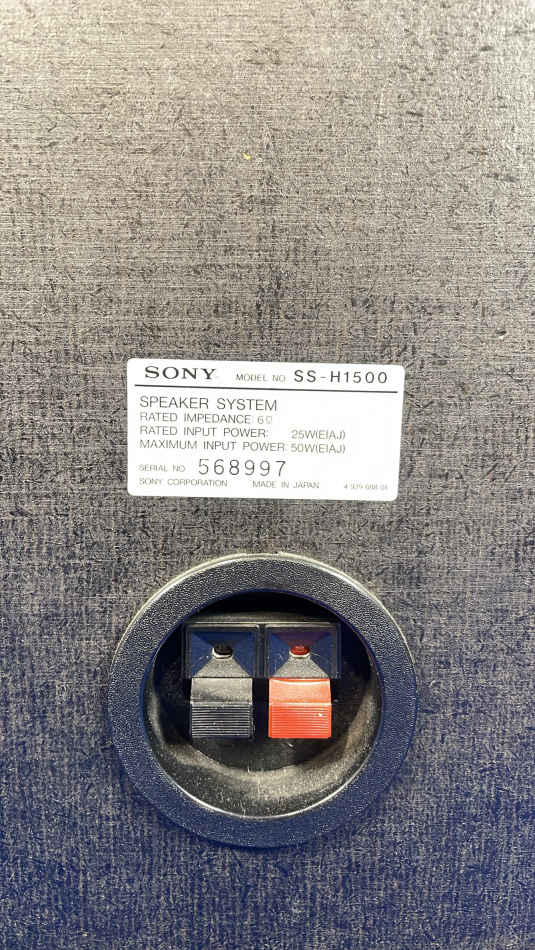 SONY MODEL NO. SS-H1500
SPEAKER SYSTEM
RATED IMPEDANCE: 6Ω
RATED INPUT POWER: 25W(EIAJ)
MAXIMUM INPUT POWER: 50W(EIAJ)
SERIAL NO. 568997
SONY CORPORATION MADE IN JAPAN